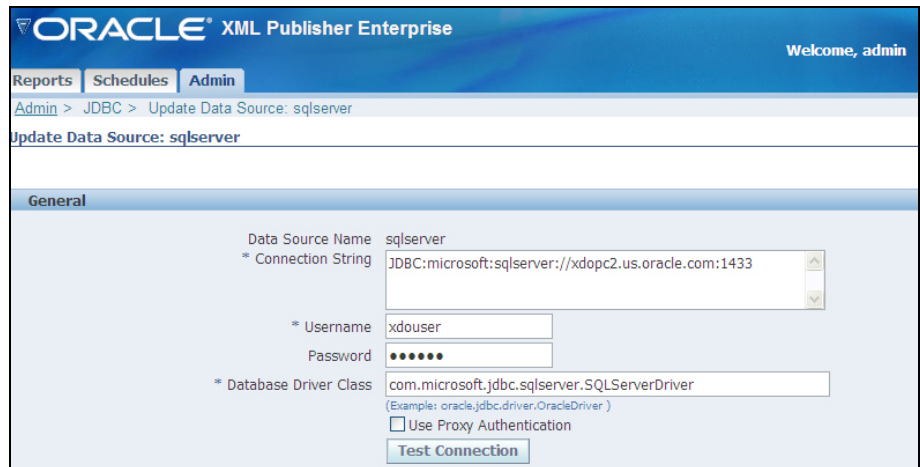 ORACLE XML Publisher Enterprise
Welcome, admin
Reports Schedules Admin
Admin > JDBC > Update Data Source: sqlserver
Update Data Source: sqlserver
General
Data Source Name sqlserver
* Connection String JDBC:microsoft:sqlserver://xdopc2.us.oracle.com:1433
* Username xdouser
Password ●●●●●●
* Database Driver Class com.microsoft.jdbc.sqlserver.SQLServerDriver
(Example: oracle.jdbc.driver.OracleDriver )
Use Proxy Authentication
Test Connection